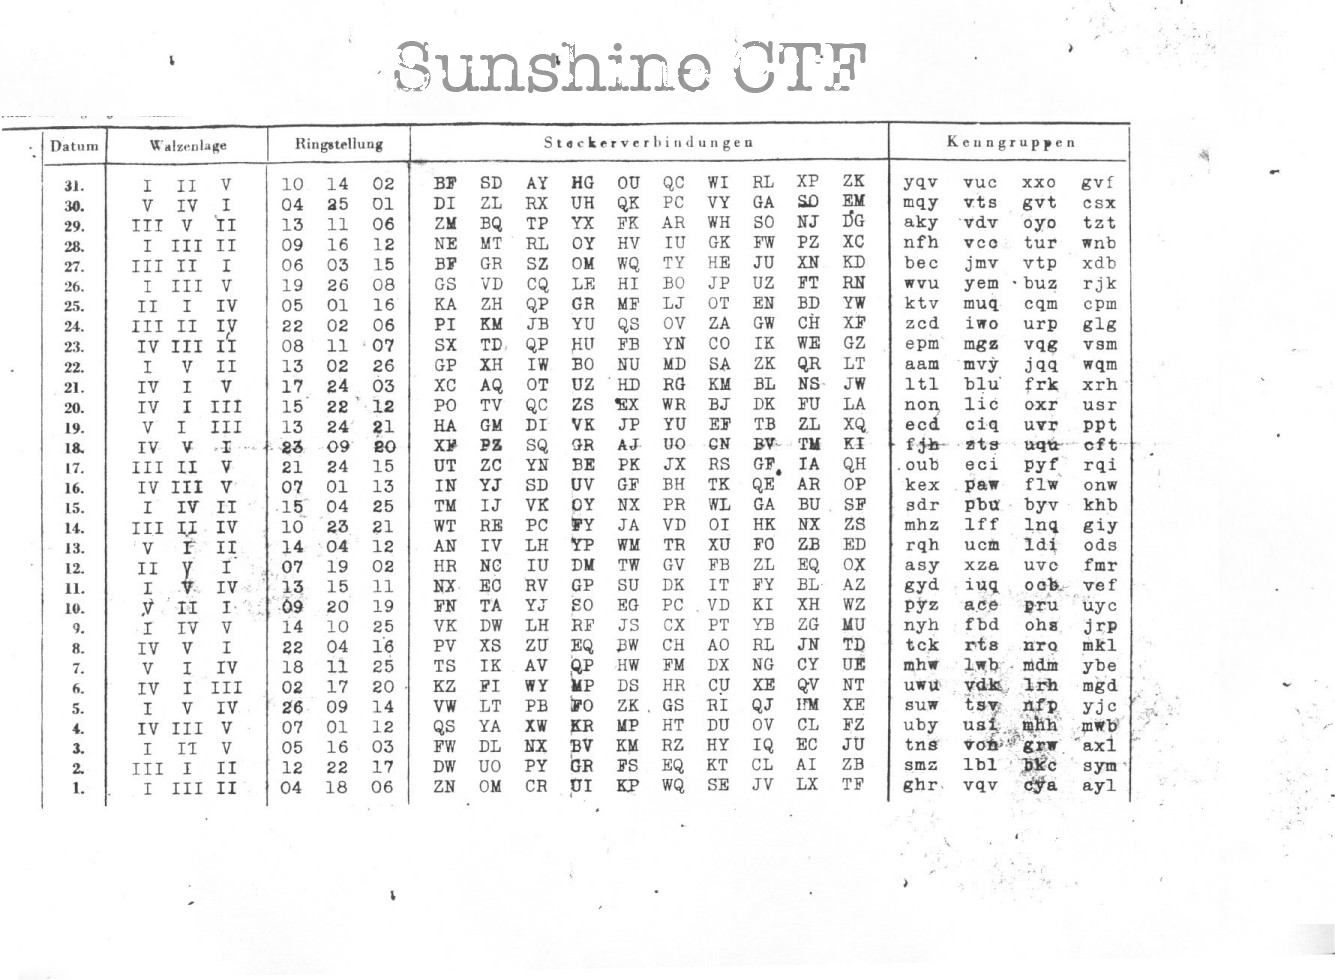 Sunshine CTF
Datum Walzenlage Ringstellung Steckerverbindungen Kenngruppen
31. I II V 10 14 02 BF SD AY HG OU QC WI RL XP ZK yqv vuc xxo gvf
30. V IV I 04 25 01 DI ZL RX UH QK PC VY GA SO EM mqy vts gvt csx
29. III V II 13 11 06 ZM BQ TP YX FK AR WH SO NJ DG aky vdv oyo tzt
28. I III II 09 16 12 NE MT RL OY HV IU GK FW PZ XC nfh vco tur wnb
27. III II I 06 03 15 BF GR SZ OM WQ TY HE JU XN KD bec jmv vtp xdb
26. I III V 19 26 08 GS VD CQ LE HI BO JP UZ FT RN wvu yem buz rjk
25. II I IV 05 01 16 KA ZH QP GR MF LJ OT EN BD YW ktv muq cqm cpm
24. III II IV 22 02 06 PI KM JB YU QS OV ZA GW CH XF zcd iwo urp glg
23. IV III II 08 11 07 SX TD QP HU FB YN CO IK WE GZ epm mgz vqg vsm
22. I V II 13 02 26 GP XH IW BO NU MD SA ZK QR LT aam mvy jqq wqm
21. IV I V 17 24 03 XC AQ OT UZ HD RG KM BL NS JW ltl blu frk xrh
20. IV I III 15 22 12 PO TV QC ZS EX WR BJ DK FU LA non lic oxr usr
19. V I III 13 24 21 HA GM DI VK JP YU EF TB ZL XQ ecd ciq uvr ppt
18. IV V I 23 09 20 XF PZ SQ GR AJ UO CN BV TM KI fjh zts uqu cft
17. III II V 21 24 15 UT ZC YN BE PK JX RS GF IA QH oub eci pyf rqi
16. IV III V 07 01 13 IN YJ SD UV GF BH TK QE AR OP kex paw flw onw
15. I IV II 15 04 25 TM IJ VK OY NX PR WL GA BU SF sdr pbu byv khb
14. III II IV 10 23 21 WT RE PC FY JA VD OI HK NX ZS mhz lff lnq giy
13. V I II 14 04 12 AN IV LH YP WM TR XU FO ZB ED rqh ucm ldi ods
12. II V I 07 19 02 HR NC IU DM TW GV FB ZL EQ OX asy xza uvc fmr
11. I V IV 13 15 11 NX EC RV GP SU DK IT FY BL AZ gyd iuq ocb vef
10. V II I 09 20 19 FN TA YJ SO EG PC VD KI XH WZ pyz ace pru uyc
9. I IV V 14 10 25 VK DW LH RF JS CX PT YB ZG MU nyh fbd ohs jrp
8. IV V I 22 04 16 PV XS ZU EQ BW CH AO RL JN TD tck rts nro mkl
7. V I IV 18 11 25 TS IK AV QP HW FM DX NG CY UE mhw lwb mdm ybe
6. IV I III 02 17 20 KZ FI WY MP DS HR CU XE QV NT uwu vdk lrh mgd
5. I V IV 26 09 14 VW LT PB FO ZK GS RI QJ HM XE suw tsv nfp yjc
4. IV III V 07 01 12 QS YA XW KR MP HT DU OV CL FZ uby usi mhh mwb
3. I II V 05 16 03 FW DL NX BV KM RZ HY IQ EC JU tns von grw axl
2. III I II 12 22 17 DW UO PY GR FS EQ KT CL AI ZB smz lbl bkc sym
1. I III II 04 18 06 ZN OM CR UI KP WQ SE JV LX TF ghr vqv cya ayl